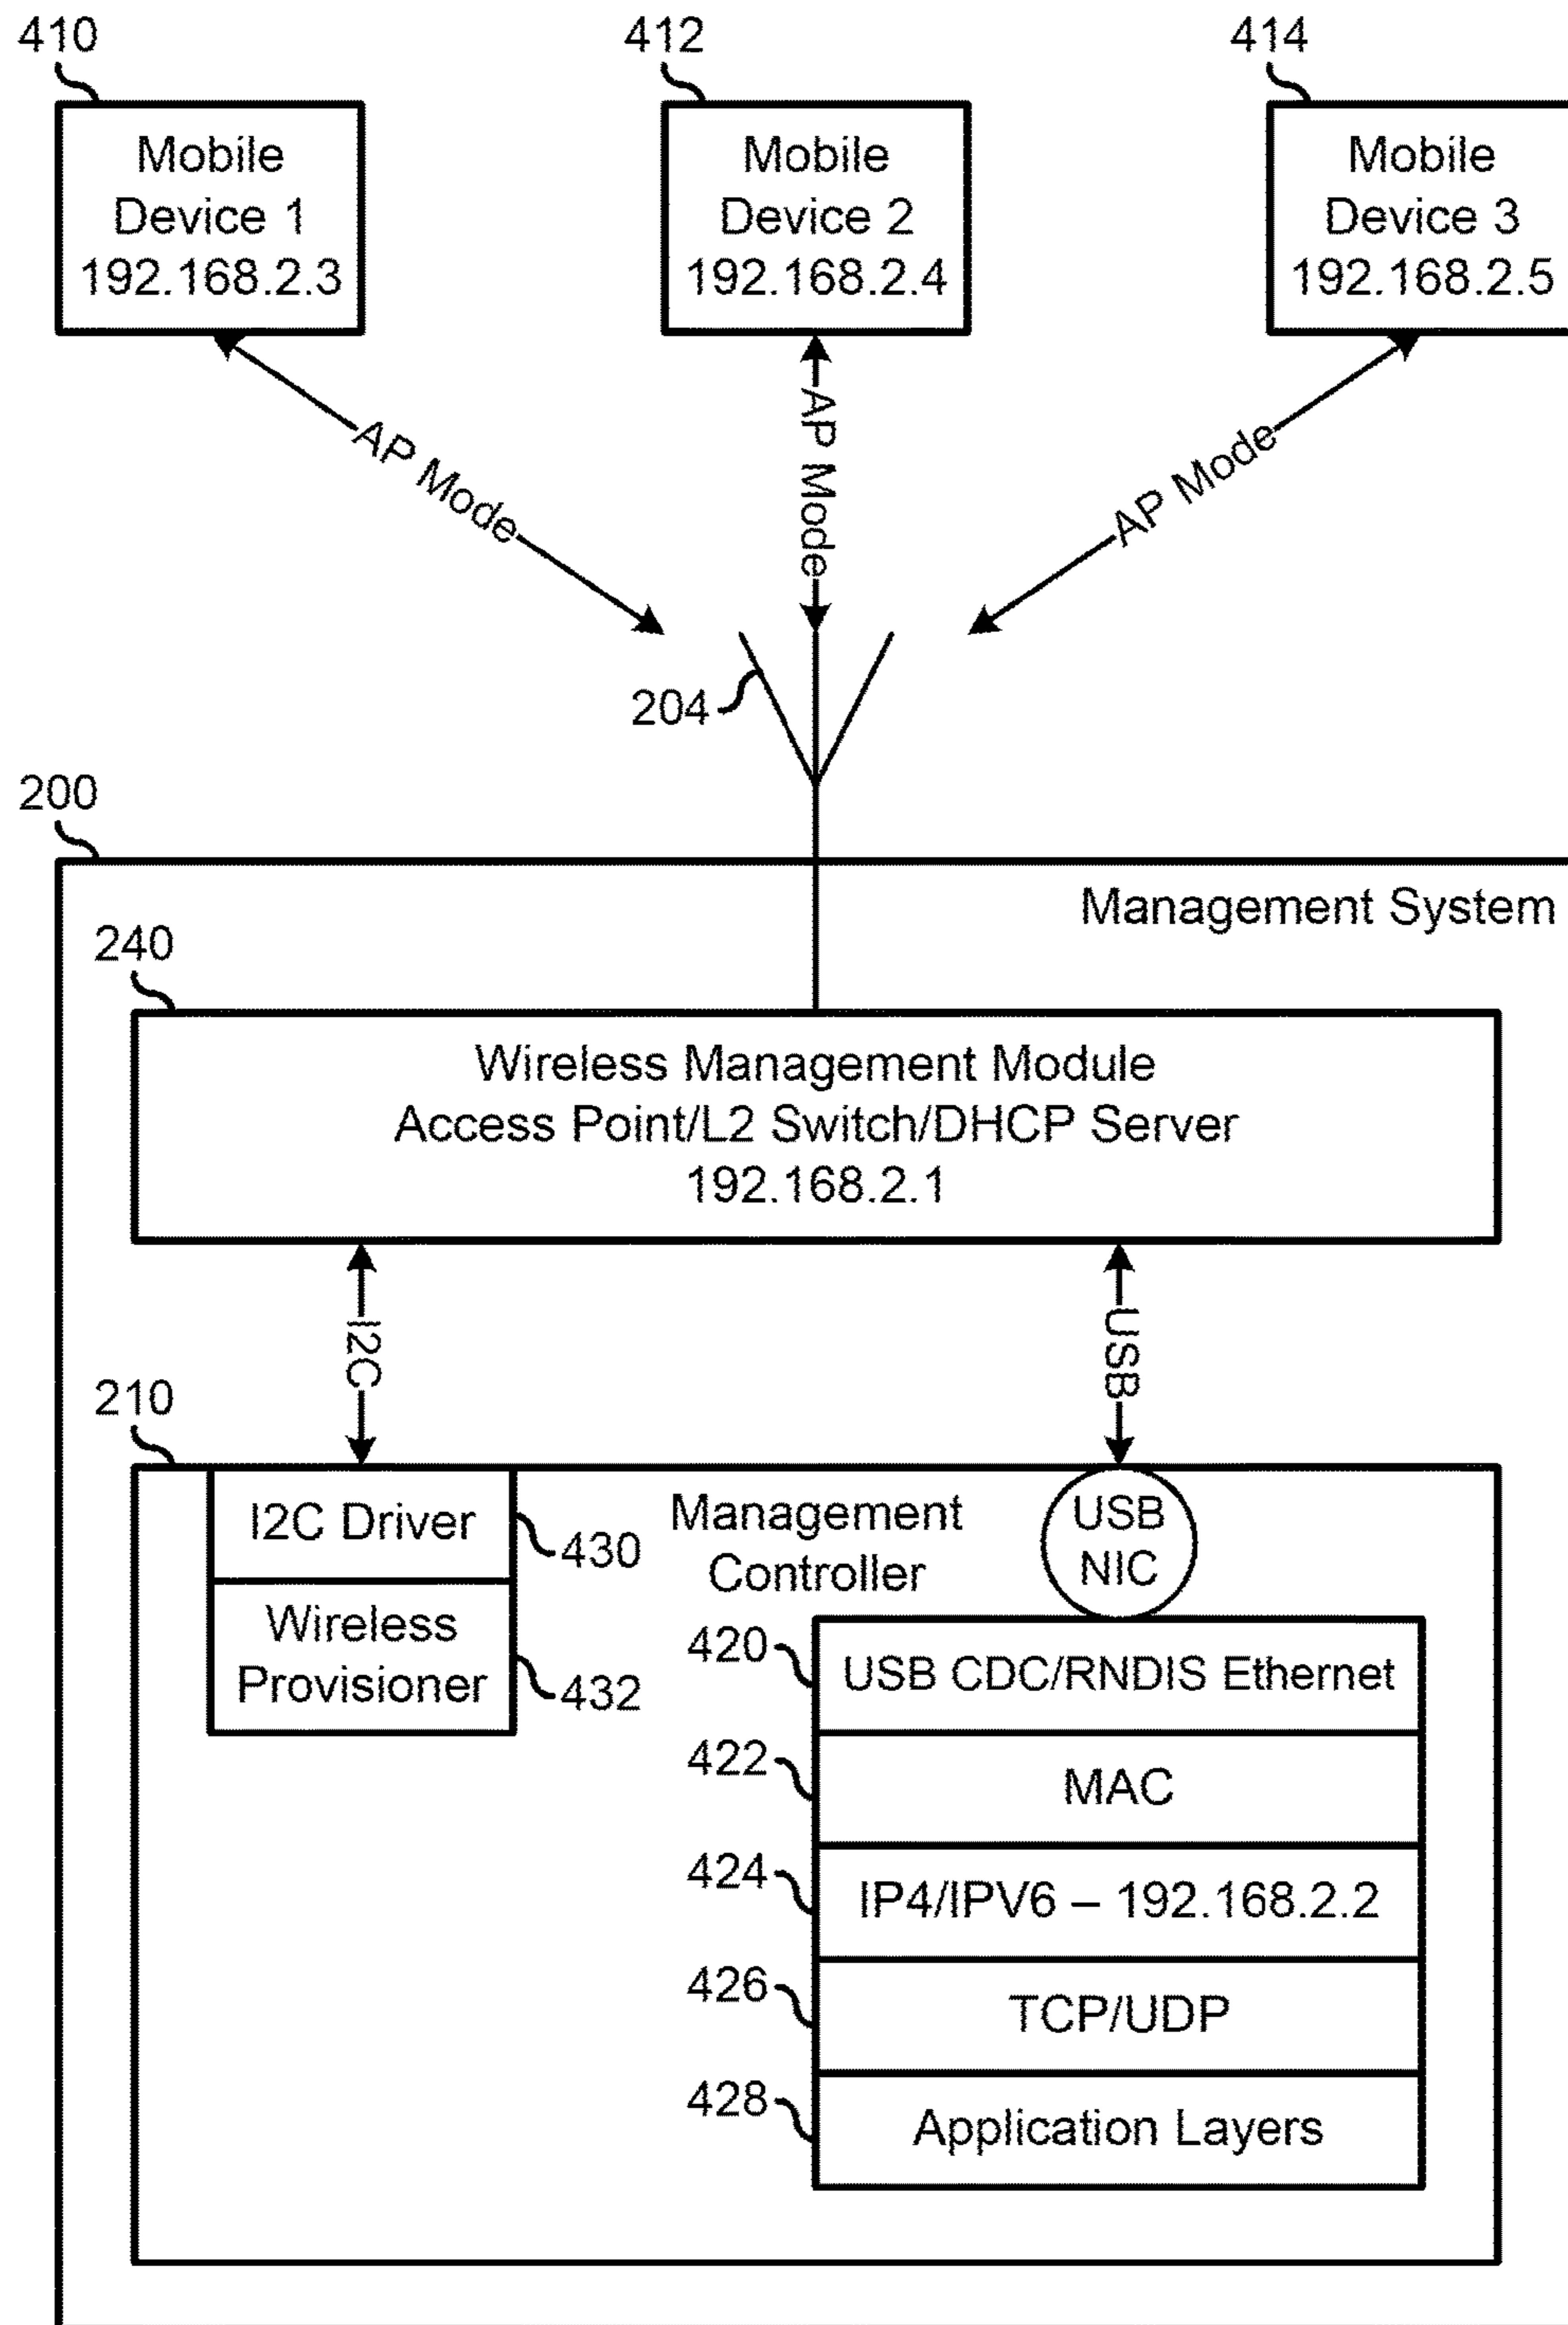 410
412
414
Mobile
Device 1
192.168.2.3
Mobile
Device 2
192.168.2.4
Mobile
Device 3
192.168.2.5
AP Mode
AP Mode
AP Mode
204
200
Management System
240
Wireless Management Module
Access Point/L2 Switch/DHCP Server
192.168.2.1
I2C
USB
210
I2C Driver
430
Wireless
Provisioner
432
Management
Controller
USB
NIC
420
USB CDC/RNDIS Ethernet
422
MAC
424
IP4/IPV6 – 192.168.2.2
426
TCP/UDP
428
Application Layers